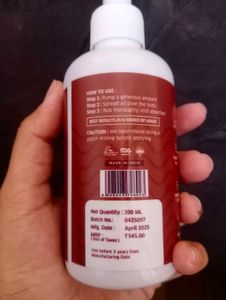 HOW TO USE :
Step 1: Pump a generous amount
Step 2: Spread all over the body
Step 3: Rub thoroughly until absorbed
BEST RESULTS IN 6 WEEKS OF USAGE
CAUTION : We recommend doing a
patch testing before applying.
MADE IN INDIA
Net Quantity : 200 ML
Batch No.: 042S097
Mfg. Date : April 2025
MRP : ₹545.00
( Incl of Taxes )
Use before 2 years from
Manufacturing Date